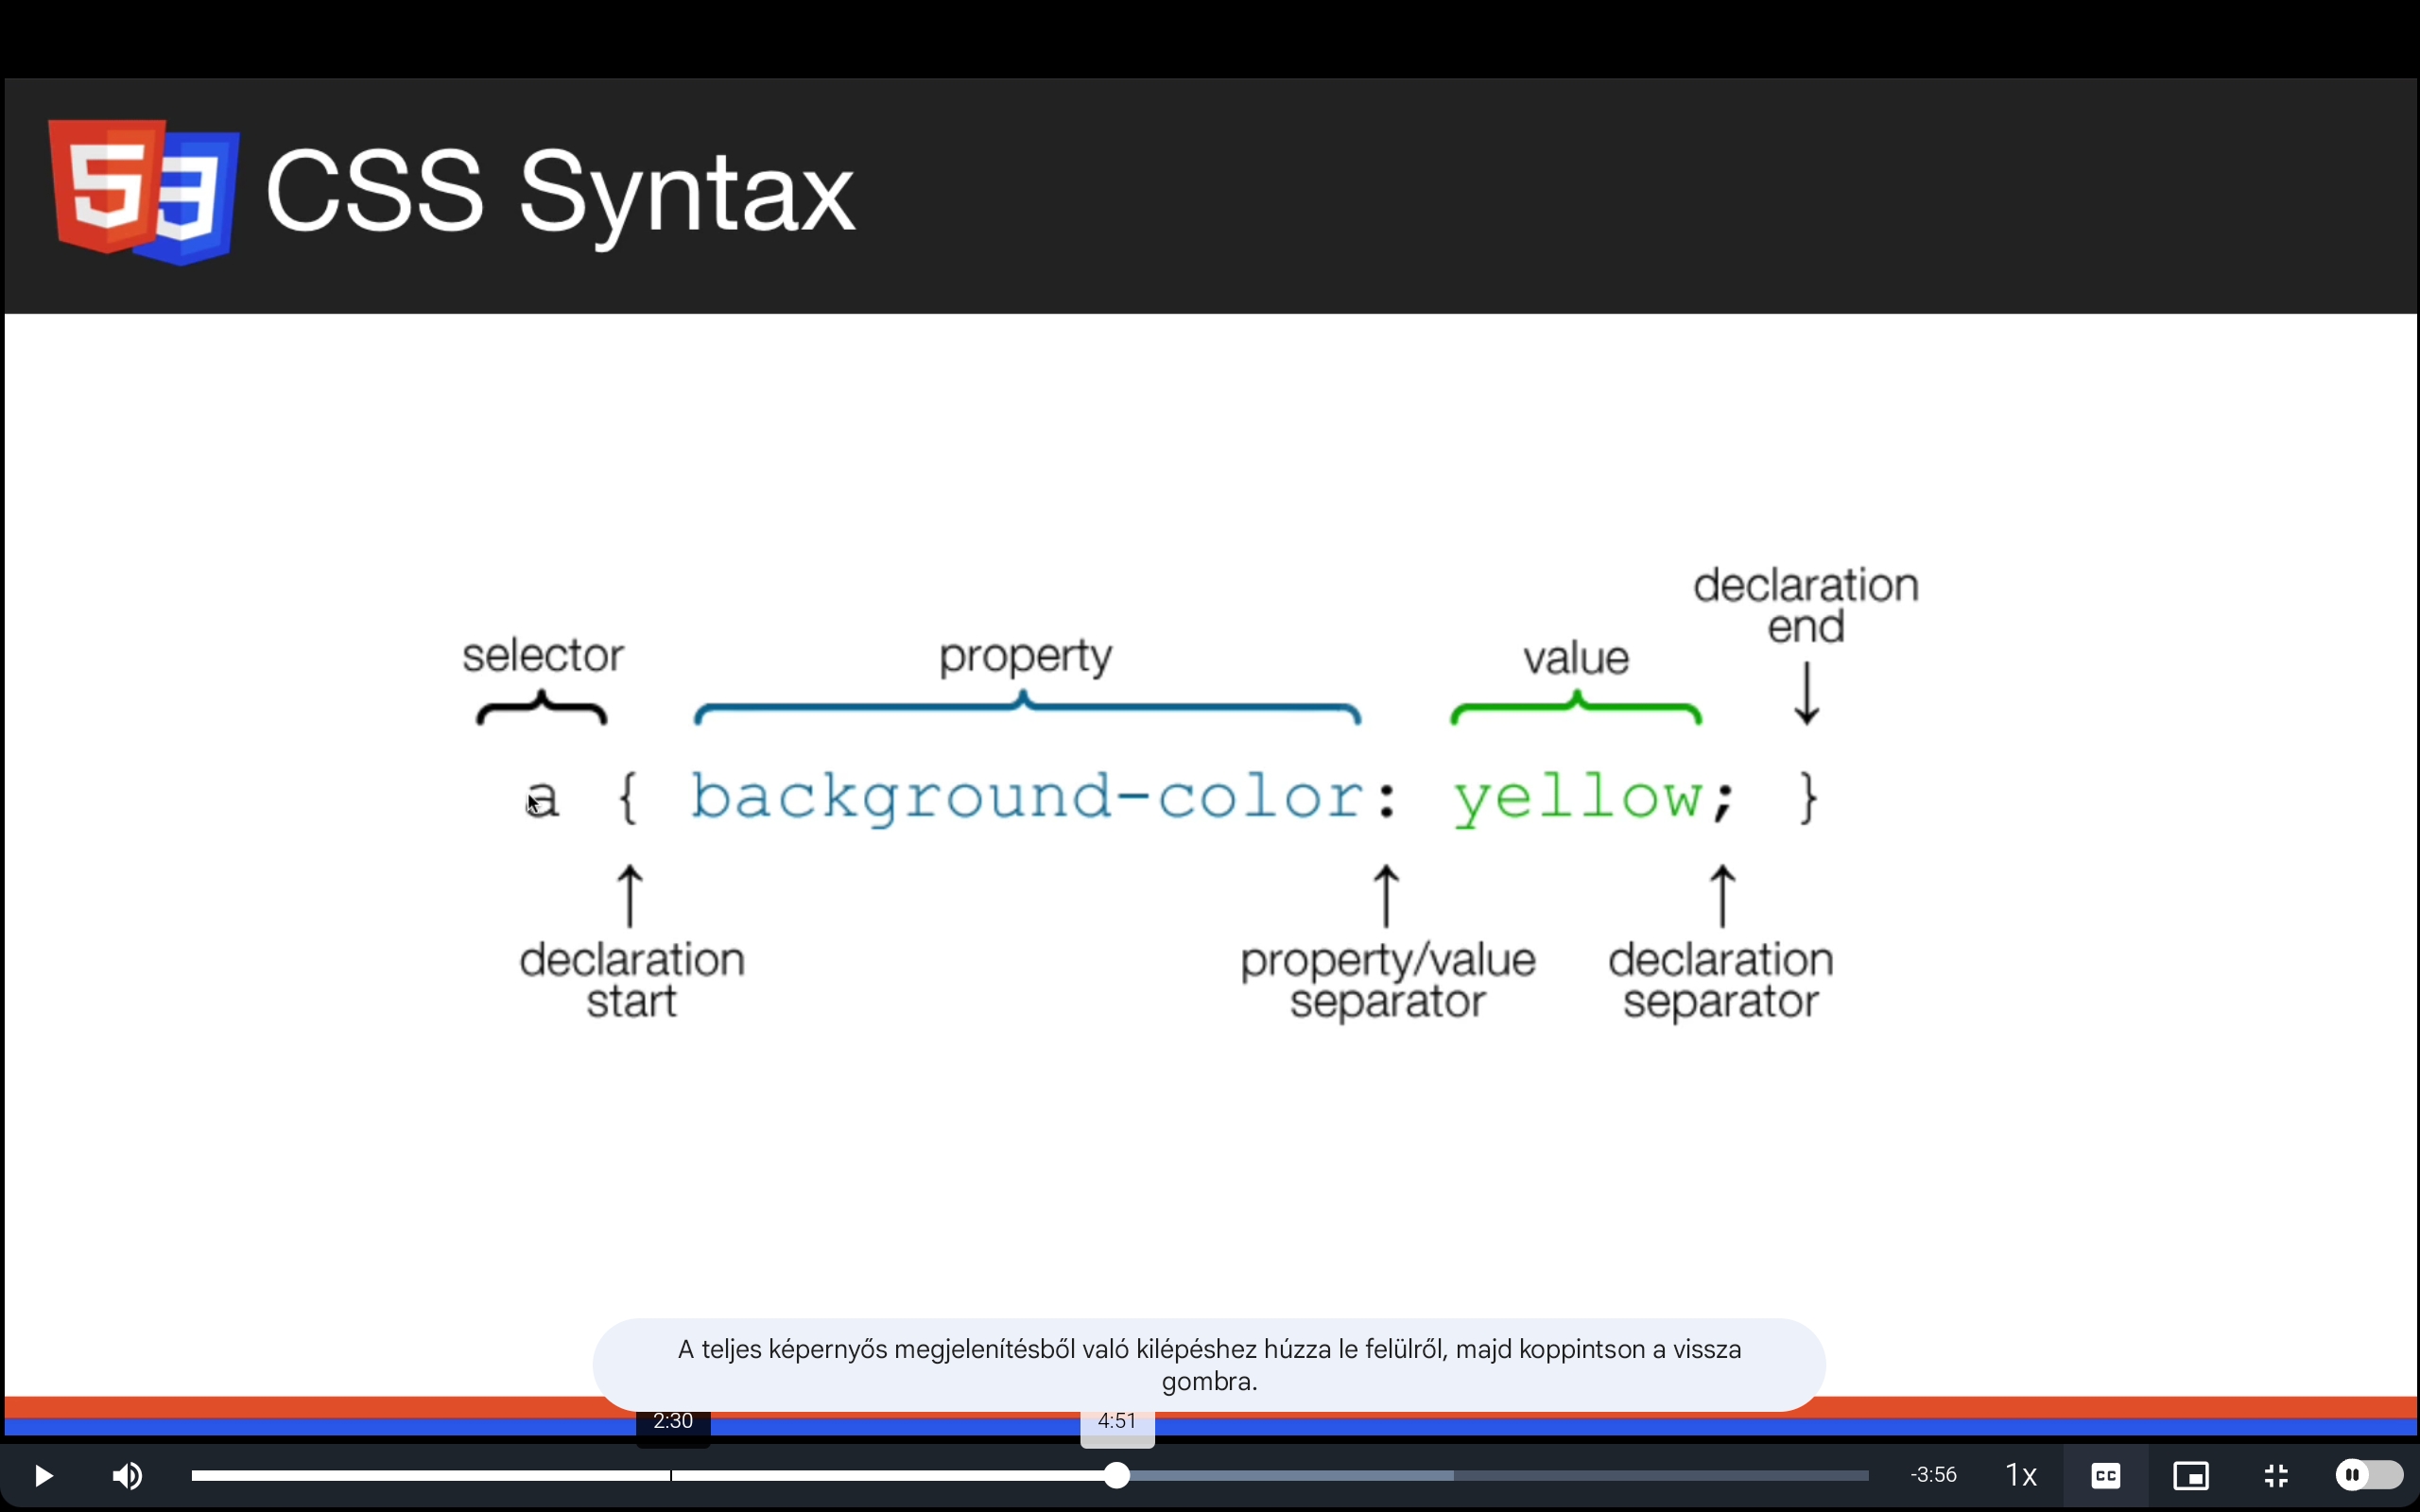 CSS Syntax
declaration
end
selector
property
value
a { background-color: yellow; }
declaration
start
property/value
separator
declaration
separator
A teljes képernyős megjelenítésből való kilépéshez húzza le felülről, majd koppintson a vissza
gombra.
2:30
4:51
-3:56
1x
CC